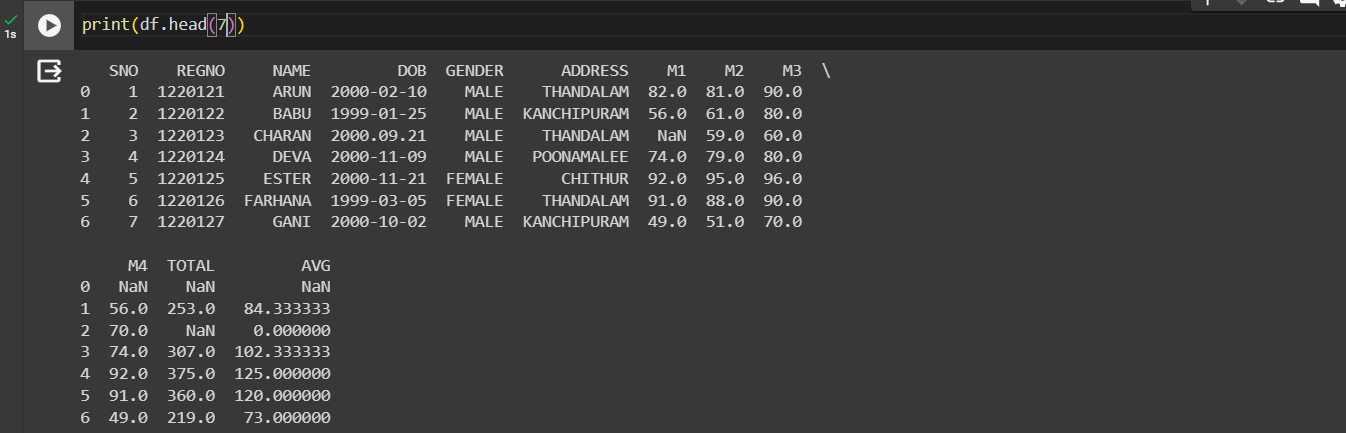 print(df.head(7))
1s
SNO REGNO NAME DOB GENDER ADDRESS M1 M2 M3 \
0 1 1220121 ARUN 2000-02-10 MALE THANDALAM 82.0 81.0 90.0
1 2 1220122 BABU 1999-01-25 MALE KANCHIPURAM 56.0 61.0 80.0
2 3 1220123 CHARAN 2000.09.21 MALE THANDALAM NaN 59.0 60.0
3 4 1220124 DEVA 2000-11-09 MALE POONAMALEE 74.0 79.0 80.0
4 5 1220125 ESTER 2000-11-21 FEMALE CHITHUR 92.0 95.0 96.0
5 6 1220126 FARHANA 1999-03-05 FEMALE THANDALAM 91.0 88.0 90.0
6 7 1220127 GANI 2000-10-02 MALE KANCHIPURAM 49.0 51.0 70.0
M4 TOTAL AVG
0 NaN NaN NaN
1 56.0 253.0 84.333333
2 70.0 NaN 0.000000
3 74.0 307.0 102.333333
4 92.0 375.0 125.000000
5 91.0 360.0 120.000000
6 49.0 219.0 73.000000